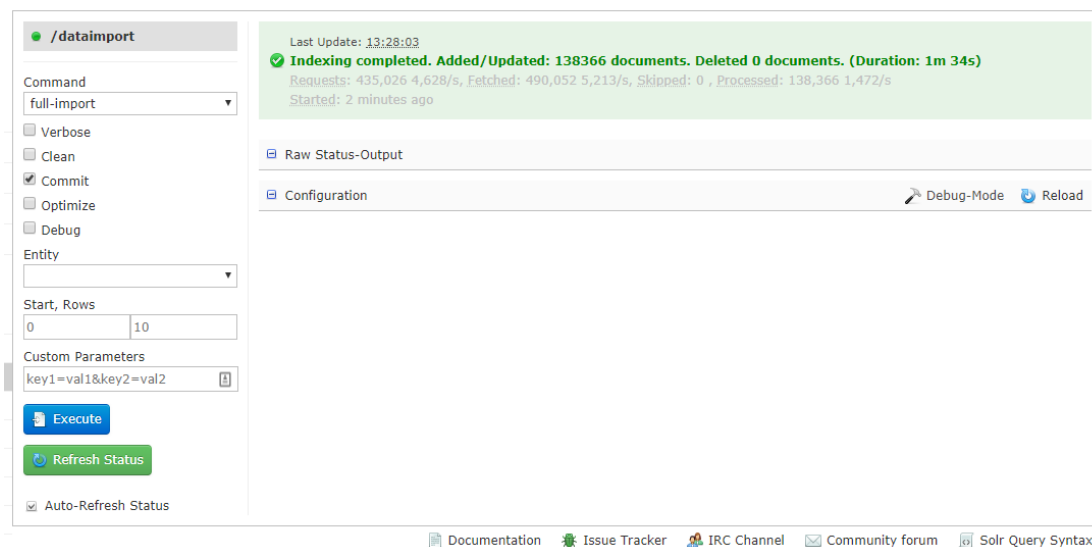 /dataimport
Command
full-import
Verbose
Clean
Commit
Optimize
Debug
Entity
Start, Rows
0 10
Custom Parameters
key1=val1&key2=val2
Execute
Refresh Status
Auto-Refresh Status
Last Update: 13:28:03
Indexing completed. Added/Updated: 138366 documents. Deleted 0 documents. (Duration: 1m 34s)
Requests: 435,026 4,628/s, Fetched: 490,052 5,213/s, Skipped: 0 , Processed: 138,366 1,472/s
Started: 2 minutes ago
Raw Status-Output
Configuration Debug-Mode Reload
Documentation Issue Tracker IRC Channel Community forum Solr Query Syntax